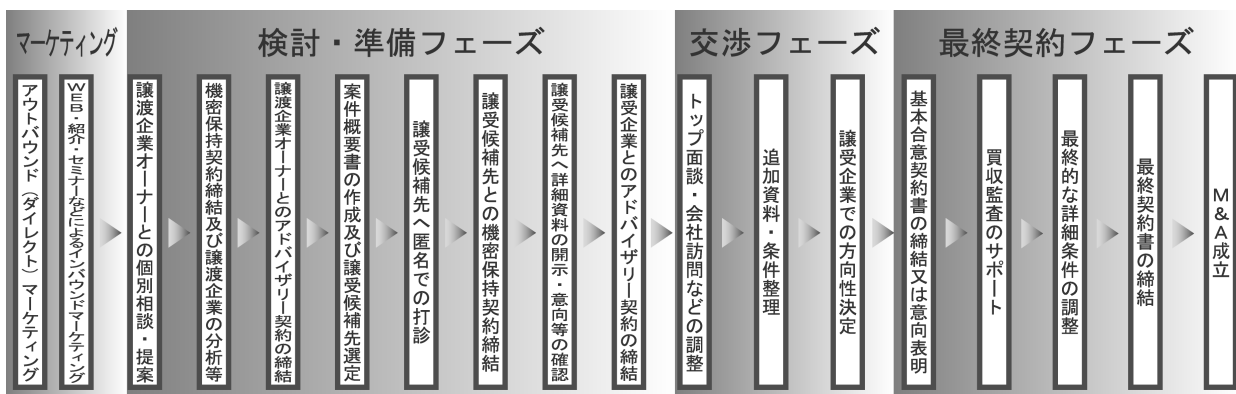 マーケティング
アウトバウンド（ダイレクト）マーケティング
WEB・紹介・セミナーなどによるインバウンドマーケティング
検討・準備フェーズ
譲渡企業オーナーとの個別相談・提案
機密保持契約締結及び譲渡企業の分析等
譲渡企業オーナーとのアドバイザリー契約の締結
案件概要書の作成及び譲受候補先選定
譲受候補先へ匿名での打診
譲受候補先との機密保持契約締結
譲受候補先へ詳細資料の開示・意向等の確認
譲受企業とのアドバイザリー契約の締結
交渉フェーズ
トップ面談・会社訪問などの調整
追加資料・条件整理
譲受企業での方向性決定
最終契約フェーズ
基本合意契約書の締結又は意向表明
買収監査のサポート
最終的な詳細条件の調整
最終契約書の締結
M&A成立